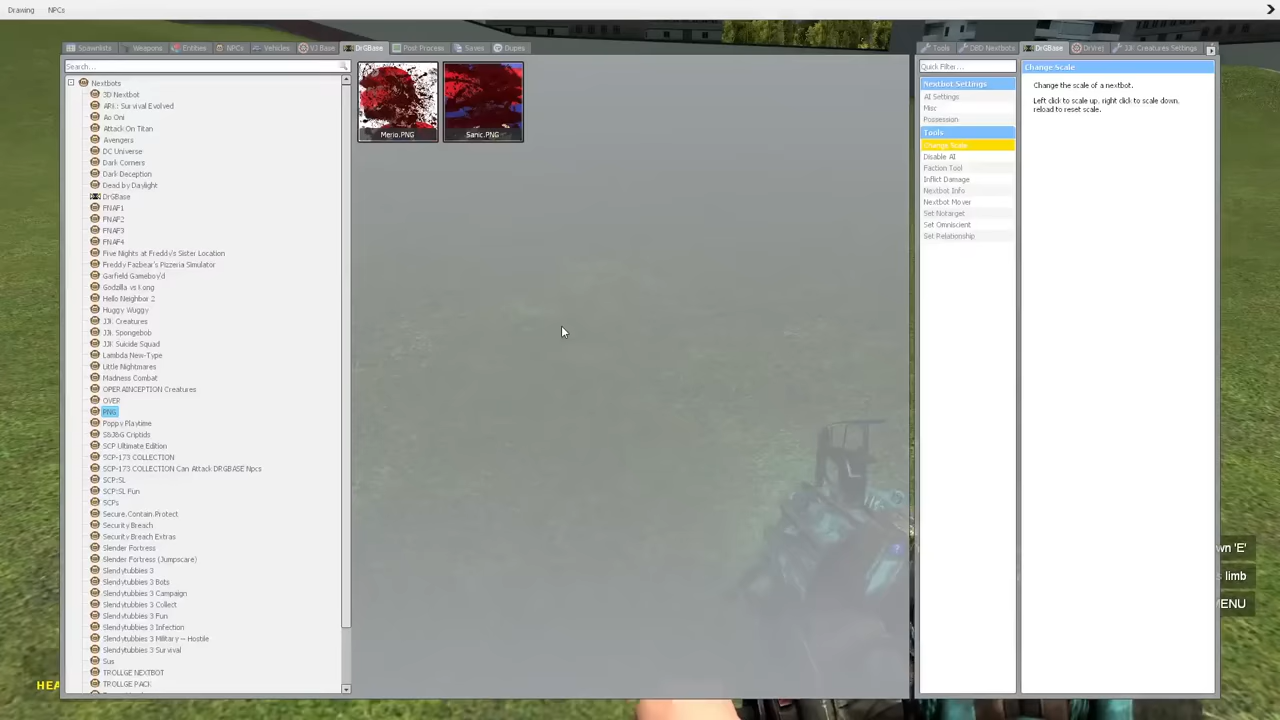 Drawing NPCs
Spawnlists Weapons Entities NPCs Vehicles VJ Base DrGBase Post Process Saves Dupes
Tools DrGBase JJK Creatures Settings
Search...
Quick Filter...
Change Scale
Nextbots
3D Nextbot
ARK: Survival Evolved
Ao Oni
Attack On Titan
Avengers
DC Universe
Dark Corners
Dark Deception
Dead by Daylight
DrGBase
FNAF1
FNAF2
FNAF3
FNAF4
Five Nights at Freddy's Sister Location
Freddy Fazbear's Pizzeria Simulator
Garfield Gameboy'd
Godzilla vs Kong
Hello Neighbor 2
Huggy Wuggy
JJK Creatures
JJK Spongebob
JJK Suicide Squad
Lambda New-Type
Little Nightmares
Madness Combat
OPERAINCEPTION Creatures
OVER
PNG
Poppy Playtime
S&J&G Criptids
SCP Ultimate Edition
SCP-173 COLLECTION
SCP-173 COLLECTION Can Attack DRGBASE Npcs
SCP:SL
SCP:SL Fun
SCPs
Secure.Contain.Protect
Security Breach
Security Breach Extras
Slender Fortress
Slender Fortress (Jumpscare)
Slendytubbies 3
Slendytubbies 3 Bots
Slendytubbies 3 Campaign
Slendytubbies 3 Collect
Slendytubbies 3 Fun
Slendytubbies 3 Infection
Slendytubbies 3 Military -- Hostile
Slendytubbies 3 Survival
Sus
TROLLGE NEXTBOT
TROLLGE PACK
Merio.PNG
Sanic.PNG
Nextbot Settings
AI Settings
Misc
Possession
Tools
Change Scale
Disable AI
Faction Tool
Inflict Damage
Nextbot Info
Nextbot Mover
Set Notarget
Set Omniscient
Set Relationship
Change the scale of a nextbot.
Left click to scale up, right click to scale down,
reload to reset scale.
wn 'E'
s limb
MENU
HEA